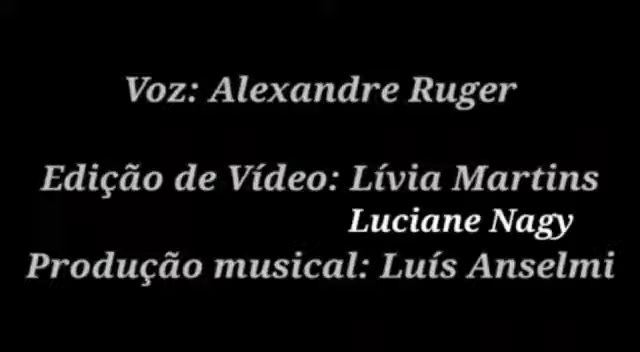 Voz: Alexandre Ruger
Edição de Vídeo: Lívia Martins
Luciane Nagy
Produção musical: Luís Anselmi